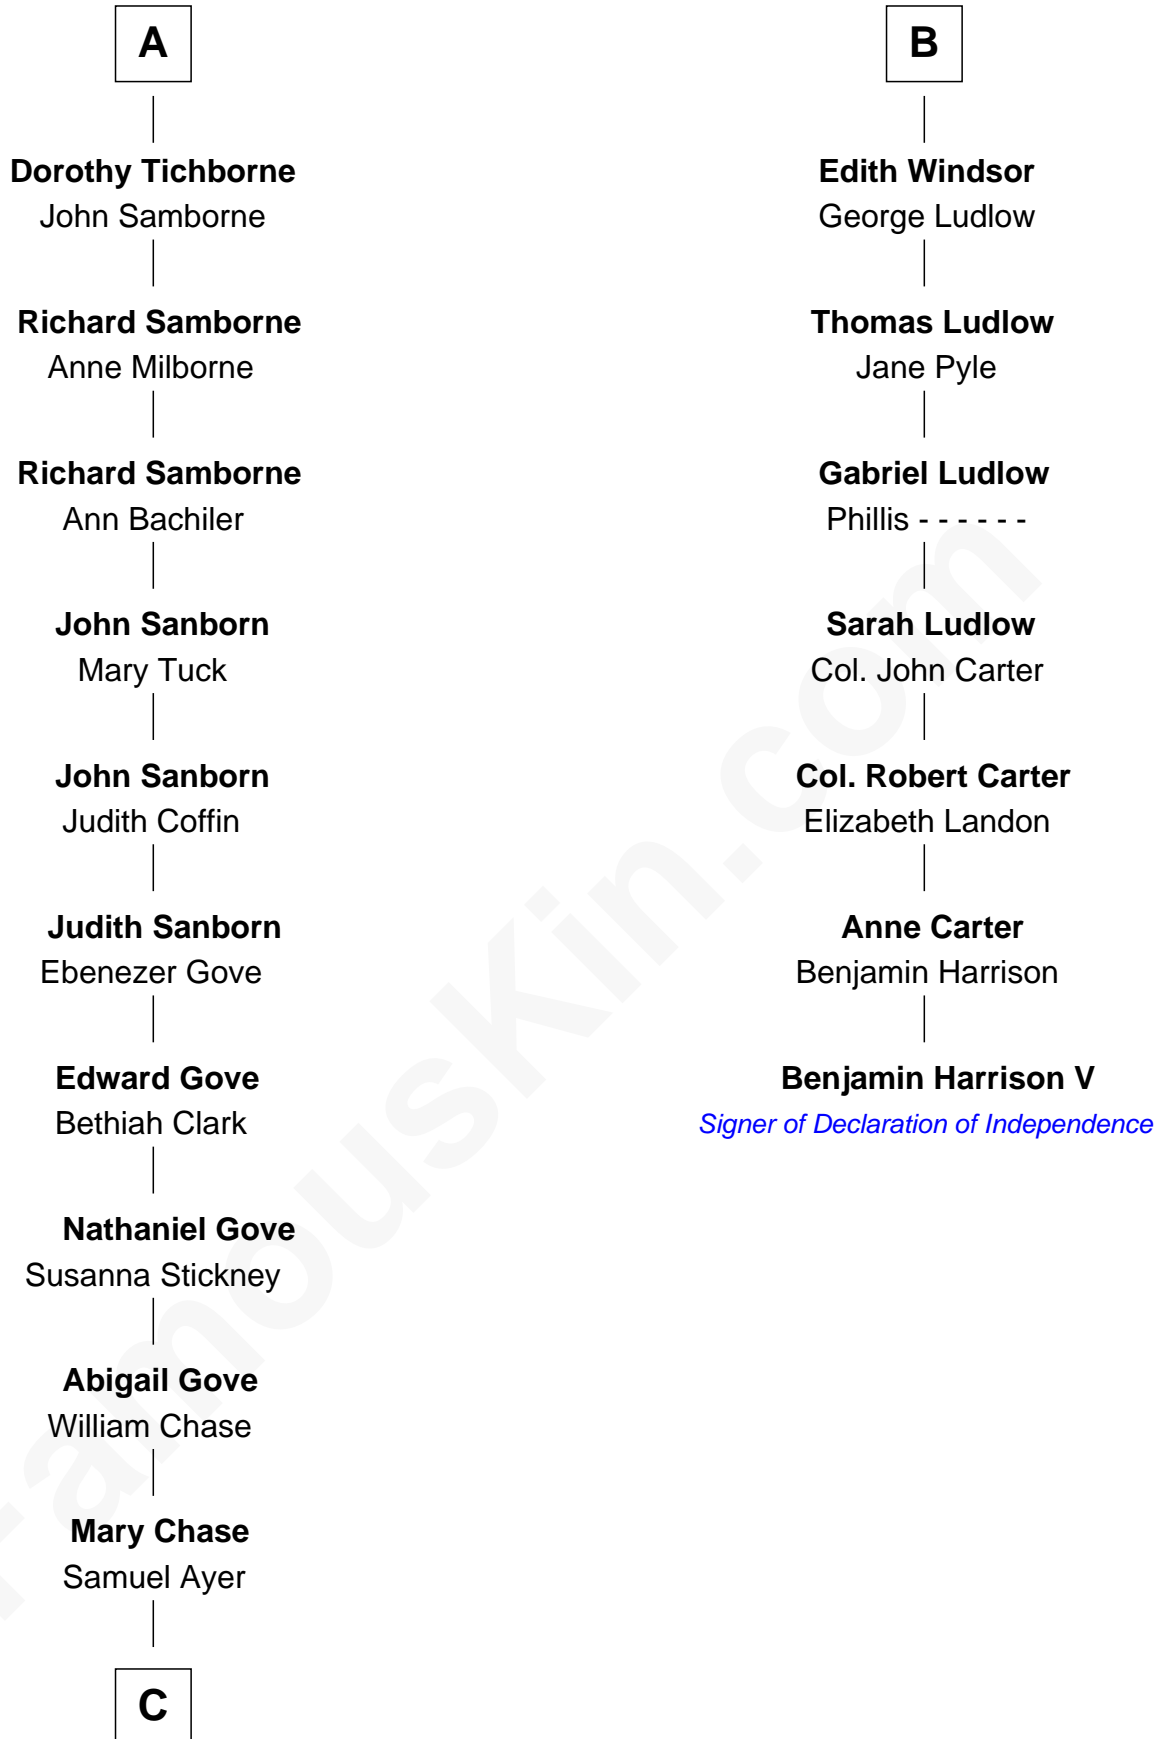 A
Dorothy Tichborne
John Samborne
Richard Samborne
Anne Milborne
Richard Samborne
Ann Bachiler
John Sanborn
Mary Tuck
John Sanborn
Judith Coffin
Judith Sanborn
Ebenezer Gove
Edward Gove
Bethiah Clark
Nathaniel Gove
Susanna Stickney
Abigail Gove
William Chase
Mary Chase
Samuel Ayer
C
B
Edith Windsor
George Ludlow
Thomas Ludlow
Jane Pyle
Gabriel Ludlow
Phillis - - - - - -
Sarah Ludlow
Col. John Carter
Col. Robert Carter
Elizabeth Landon
Anne Carter
Benjamin Harrison
Benjamin Harrison V
Signer of Declaration of Independence
FamousKin.com